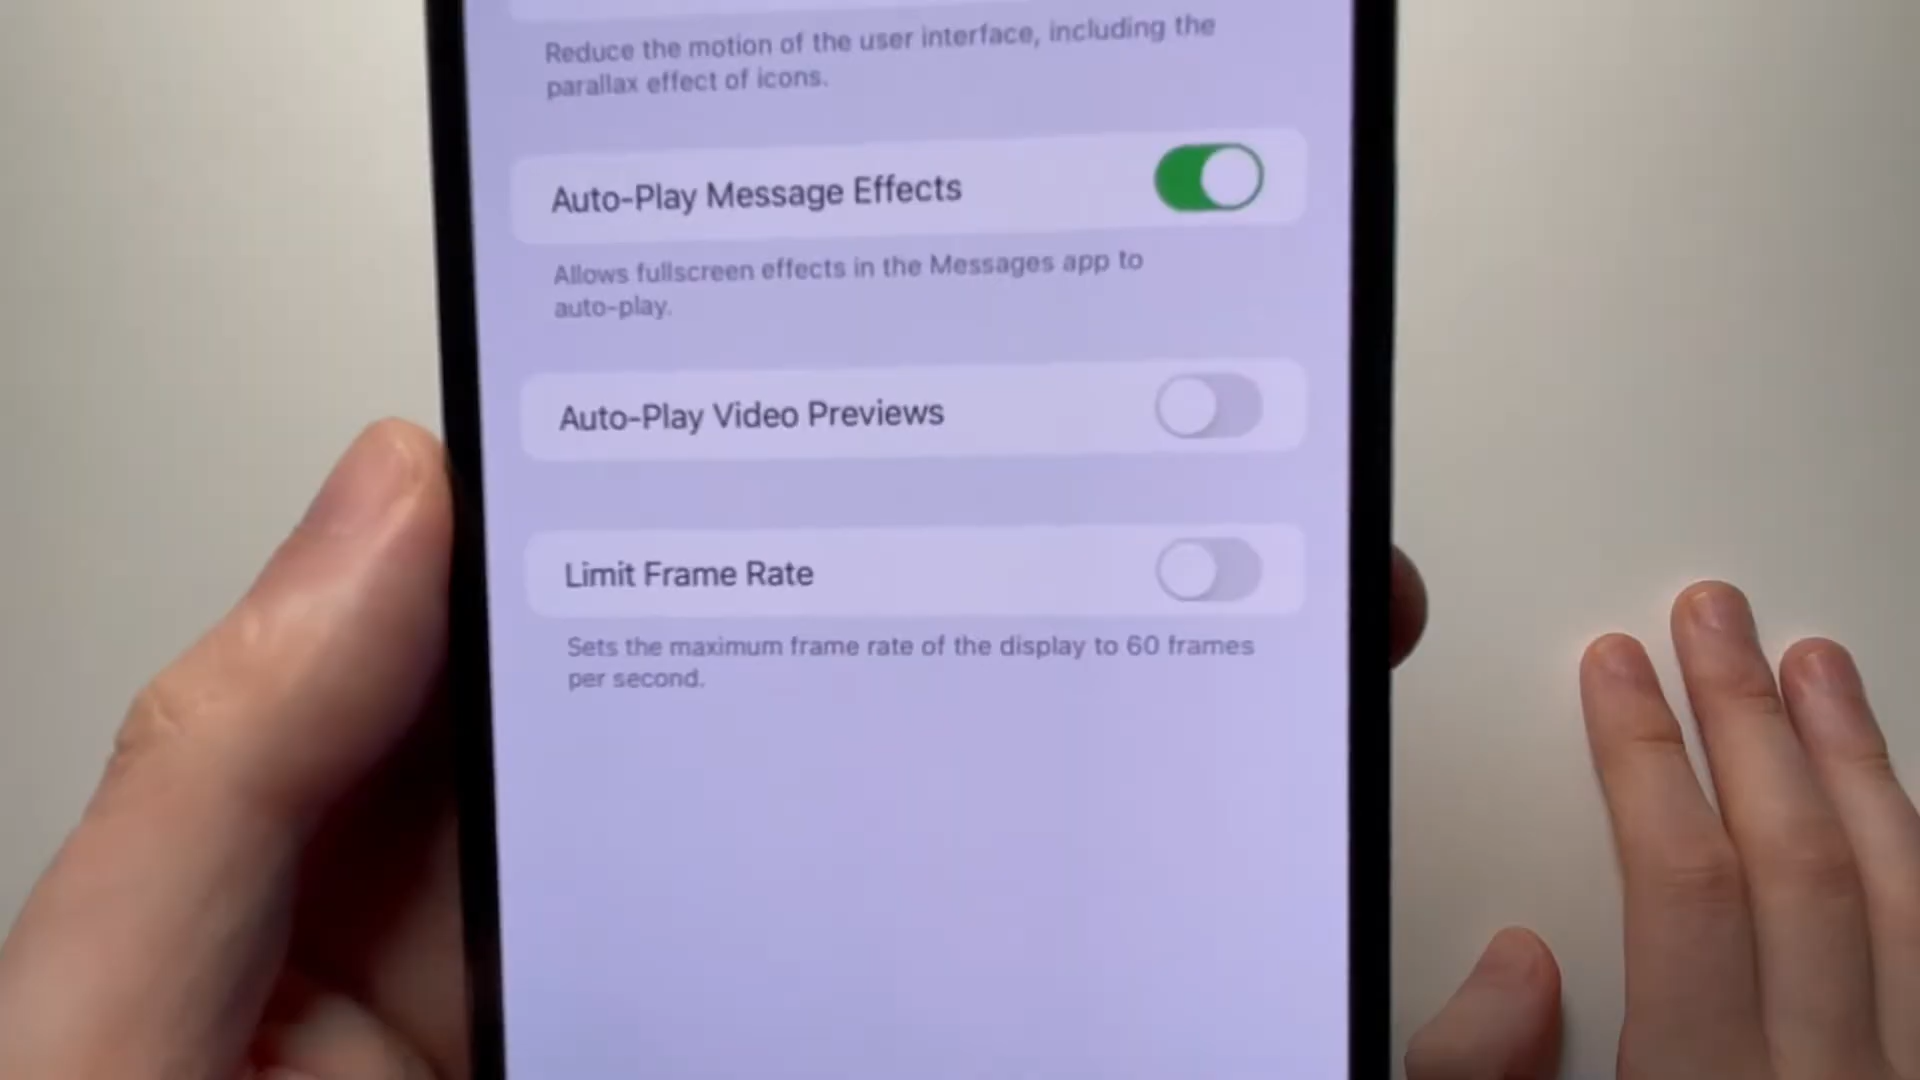 Reduce the motion of the user interface, including the
parallax effect of icons.
Auto-Play Message Effects
Allows fullscreen effects in the Messages app to
auto-play.
Auto-Play Video Previews
Limit Frame Rate
Sets the maximum frame rate of the display to 60 frames
per second.